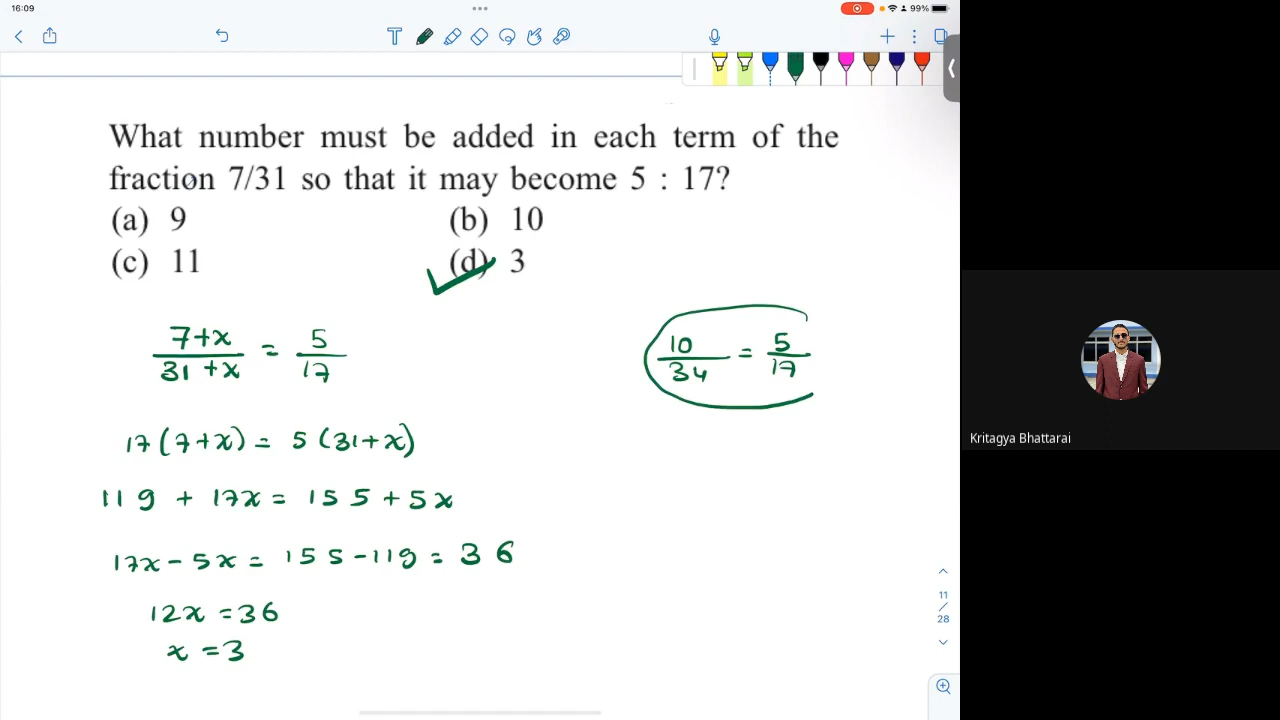 16:09
99%
What number must be added in each term of the
fraction 7/31 so that it may become 5 : 17?
(a) 9 (b) 10
(c) 11 (d) 3
7+x / 31+x = 5 / 17
10 / 34 = 5 / 17
17(7+x) = 5(31+x)
119 + 17x = 155 + 5x
17x - 5x = 155 - 119 = 36
12x = 36
x = 3
11
/
28
Kritagya Bhattarai